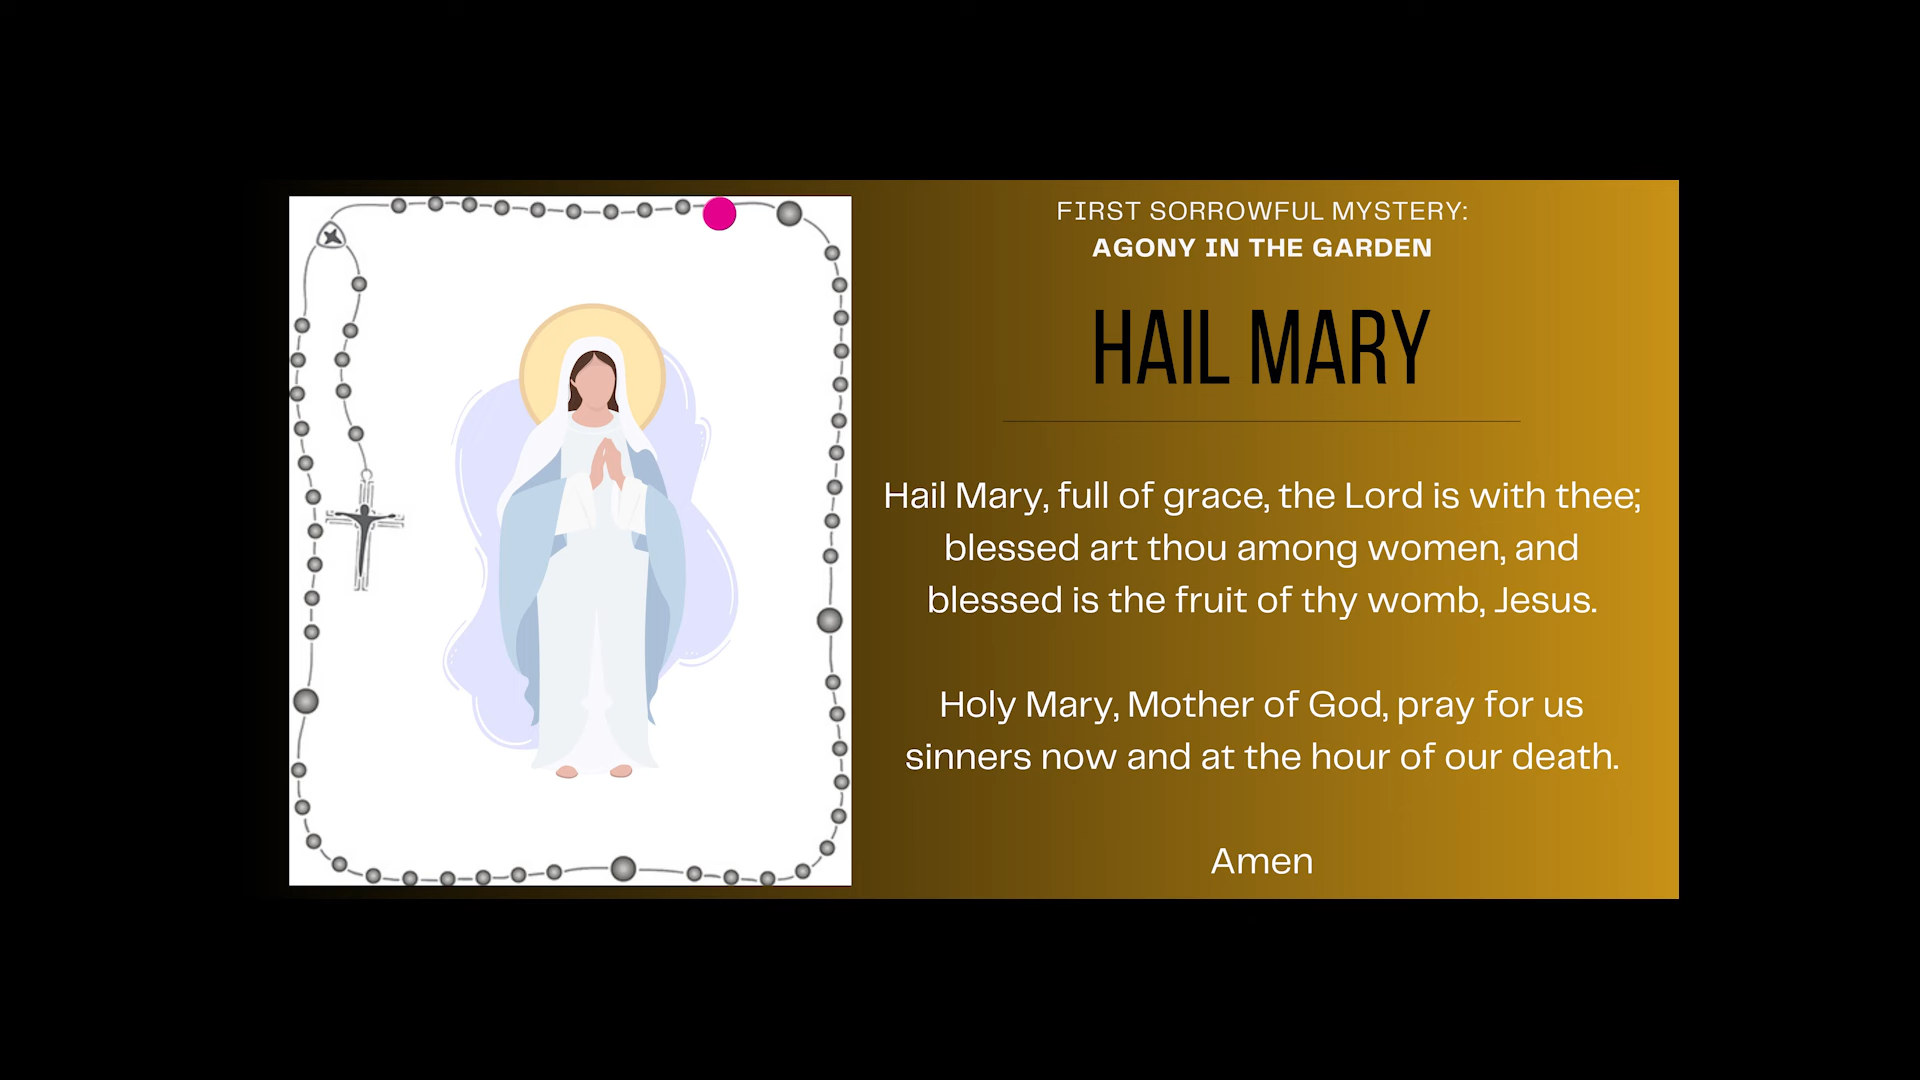 FIRST SORROWFUL MYSTERY:
AGONY IN THE GARDEN
HAIL MARY
Hail Mary, full of grace, the Lord is with thee;
blessed art thou among women, and
blessed is the fruit of thy womb, Jesus.
Holy Mary, Mother of God, pray for us
sinners now and at the hour of our death.
Amen